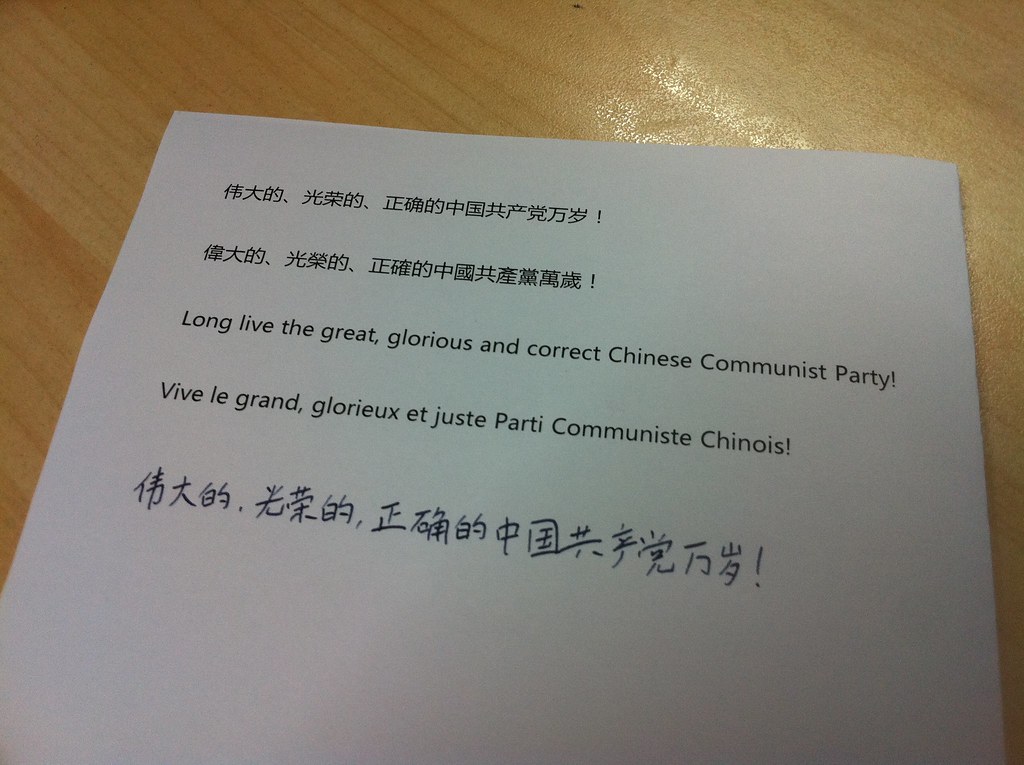 伟大的、光荣的、正确的中国共产党万岁！
偉大的、光榮的、正確的中國共產黨萬歲！
Long live the great, glorious and correct Chinese Communist Party!
Vive le grand, glorieux et juste Parti Communiste Chinois!
伟大的.光荣的,正确的中国共产党万岁!